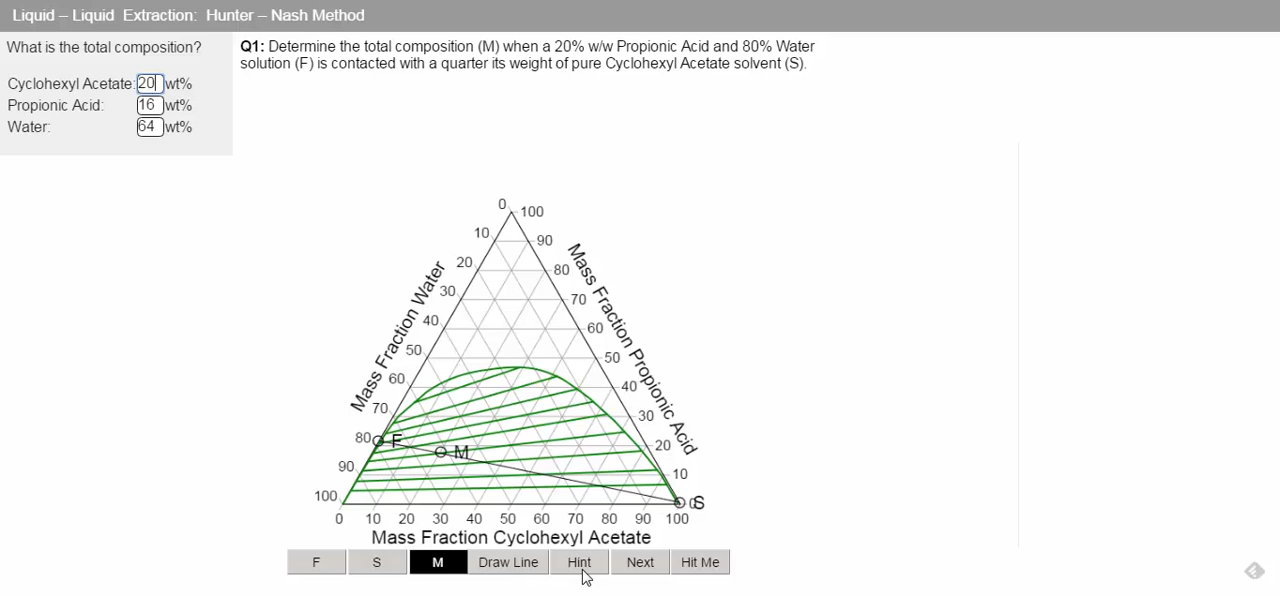 Liquid – Liquid Extraction: Hunter – Nash Method
What is the total composition?
Cyclohexyl Acetate: 20 wt%
Propionic Acid: 16 wt%
Water: 64 wt%
Q1: Determine the total composition (M) when a 20% w/w Propionic Acid and 80% Water
solution (F) is contacted with a quarter its weight of pure Cyclohexyl Acetate solvent (S).
0 100
10 90
20 80
30 70
40 60
50 50
60 40
70 30
80 20
90 10
100 0
F
M
S
Mass Fraction Water
Mass Fraction Propionic Acid
0 10 20 30 40 50 60 70 80 90 100
Mass Fraction Cyclohexyl Acetate
F S M Draw Line Hint Next Hit Me